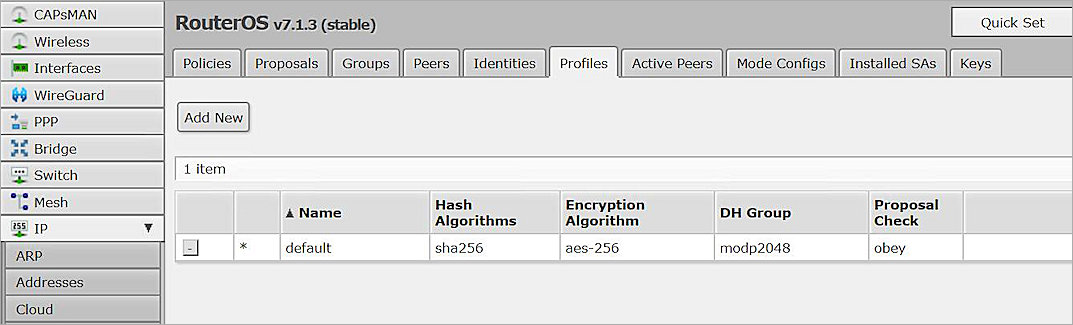 CAPsMAN
Wireless
Interfaces
WireGuard
PPP
Bridge
Switch
Mesh
IP
ARP
Addresses
Cloud
RouterOS v7.1.3 (stable)
Quick Set
Policies Proposals Groups Peers Identities Profiles Active Peers Mode Configs Installed SAs Keys
Add New
1 item
Name Hash Algorithms Encryption Algorithm DH Group Proposal Check
- * default sha256 aes-256 modp2048 obey